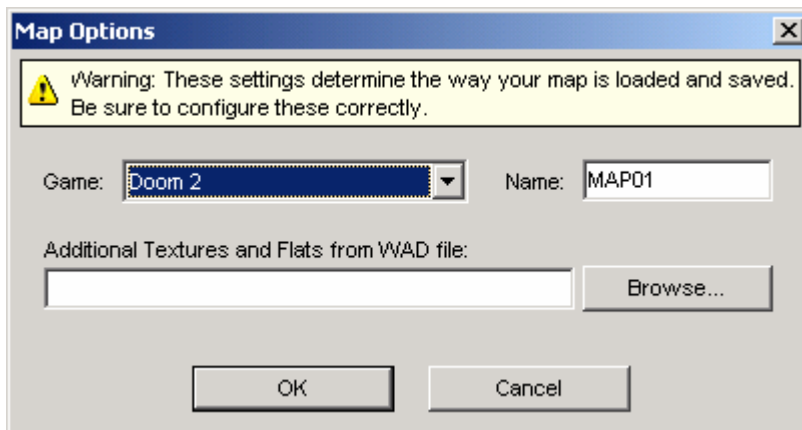 Map Options
Warning: These settings determine the way your map is loaded and saved.
Be sure to configure these correctly.
Game: Doom 2 Name: MAP01
Additional Textures and Flats from WAD file:
Browse...
OK Cancel